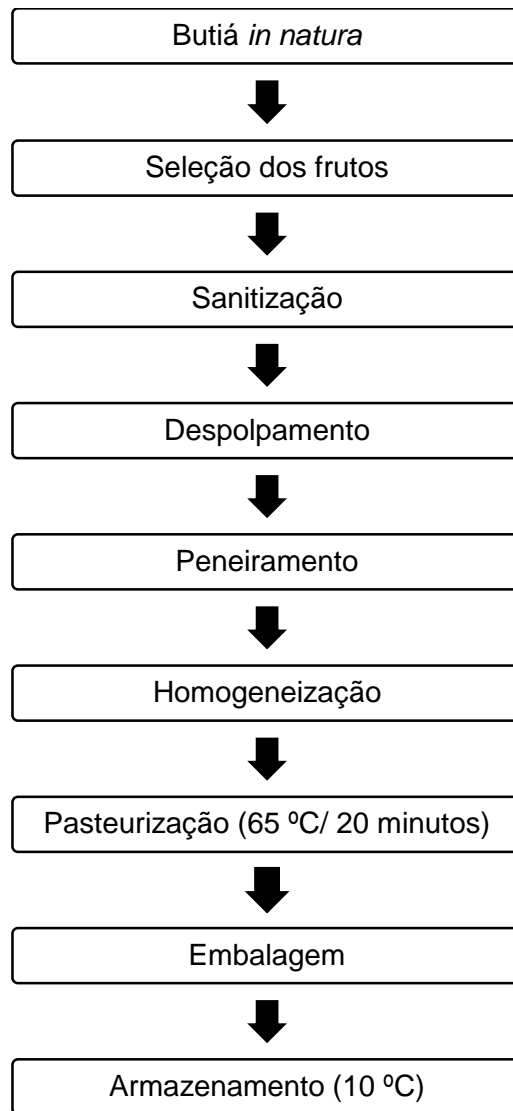 Butiá in natura
Seleção dos frutos
Sanitização
Despolpamento
Peneiramento
Homogeneização
Pasteurização (65 ºC/ 20 minutos)
Embalagem
Armazenamento (10 ºC)